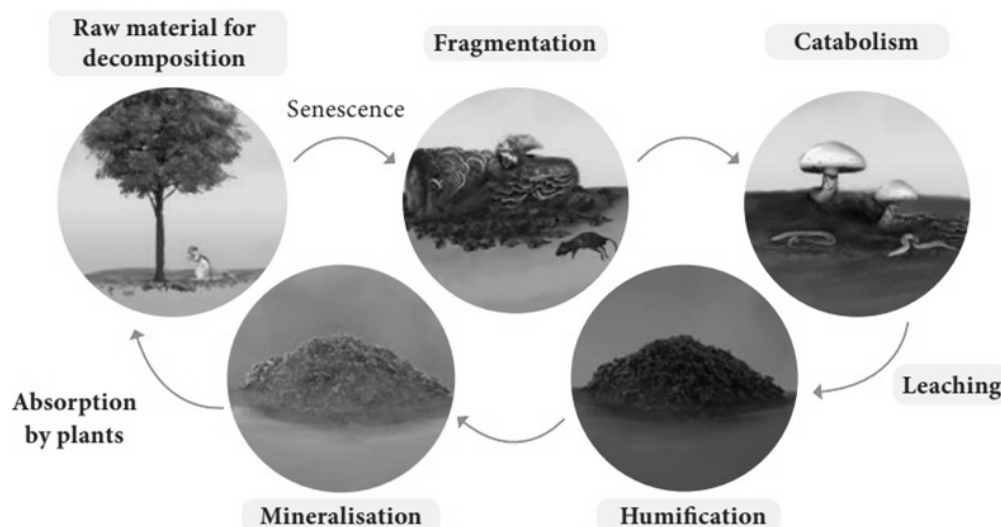 Raw material for
decomposition
Senescence
Fragmentation
Catabolism
Leaching
Humification
Mineralisation
Absorption
by plants